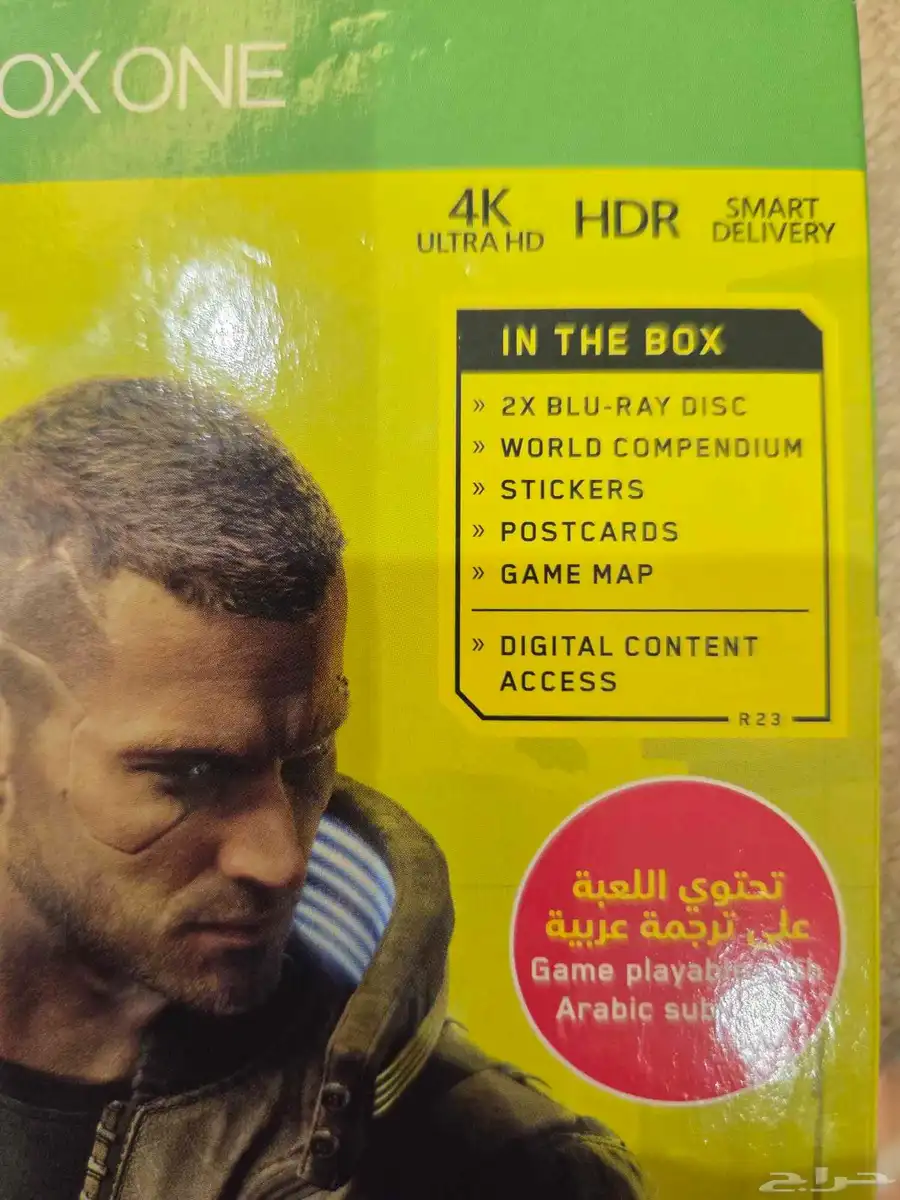 OX ONE
4K HDR SMART
ULTRA HD DELIVERY
IN THE BOX
» 2X BLU-RAY DISC
» WORLD COMPENDIUM
» STICKERS
» POSTCARDS
» GAME MAP
» DIGITAL CONTENT
ACCESS
R23
تحتوي اللعبة
على ترجمة عربية
Game
Arabic
حراج